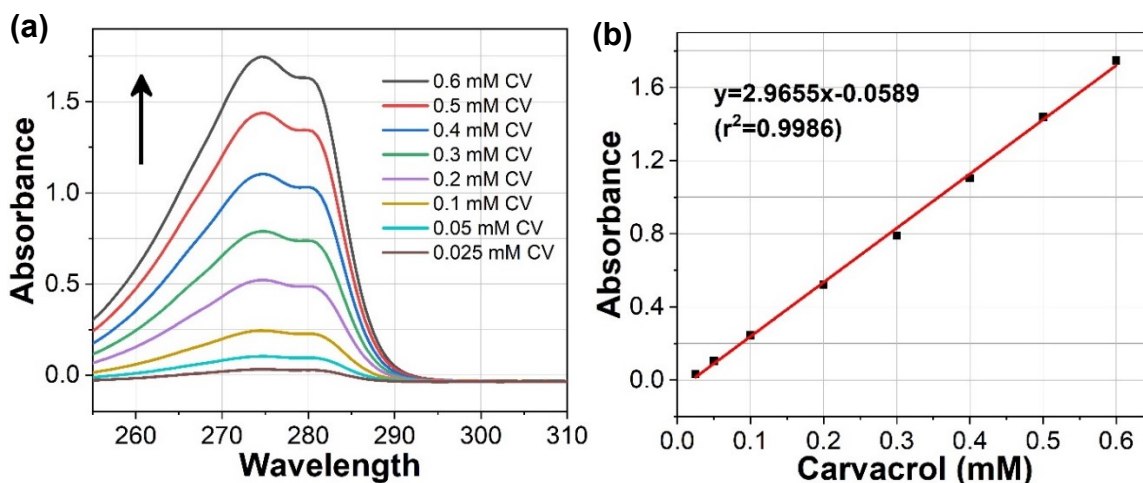 (a)
Absorbance
1.5
1.0
0.5
0.0
0.6 mM CV
0.5 mM CV
0.4 mM CV
0.3 mM CV
0.2 mM CV
0.1 mM CV
0.05 mM CV
0.025 mM CV
260 270 280 290 300 310
Wavelength
(b)
Absorbance
1.6
1.2
0.8
0.4
0.0
y=2.9655x-0.0589
(r²=0.9986)
0.0 0.1 0.2 0.3 0.4 0.5 0.6
Carvacrol (mM)